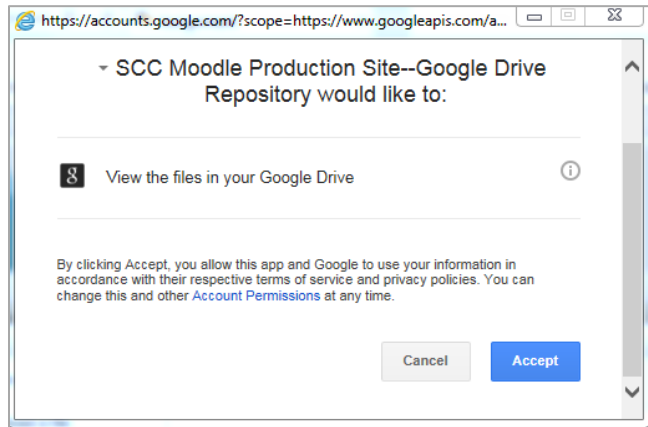 https://accounts.google.com/?scope=https://www.googleapis.com/a...
SCC Moodle Production Site--Google Drive
Repository would like to:
8 View the files in your Google Drive
By clicking Accept, you allow this app and Google to use your information in
accordance with their respective terms of service and privacy policies. You can
change this and other Account Permissions at any time.
Cancel Accept